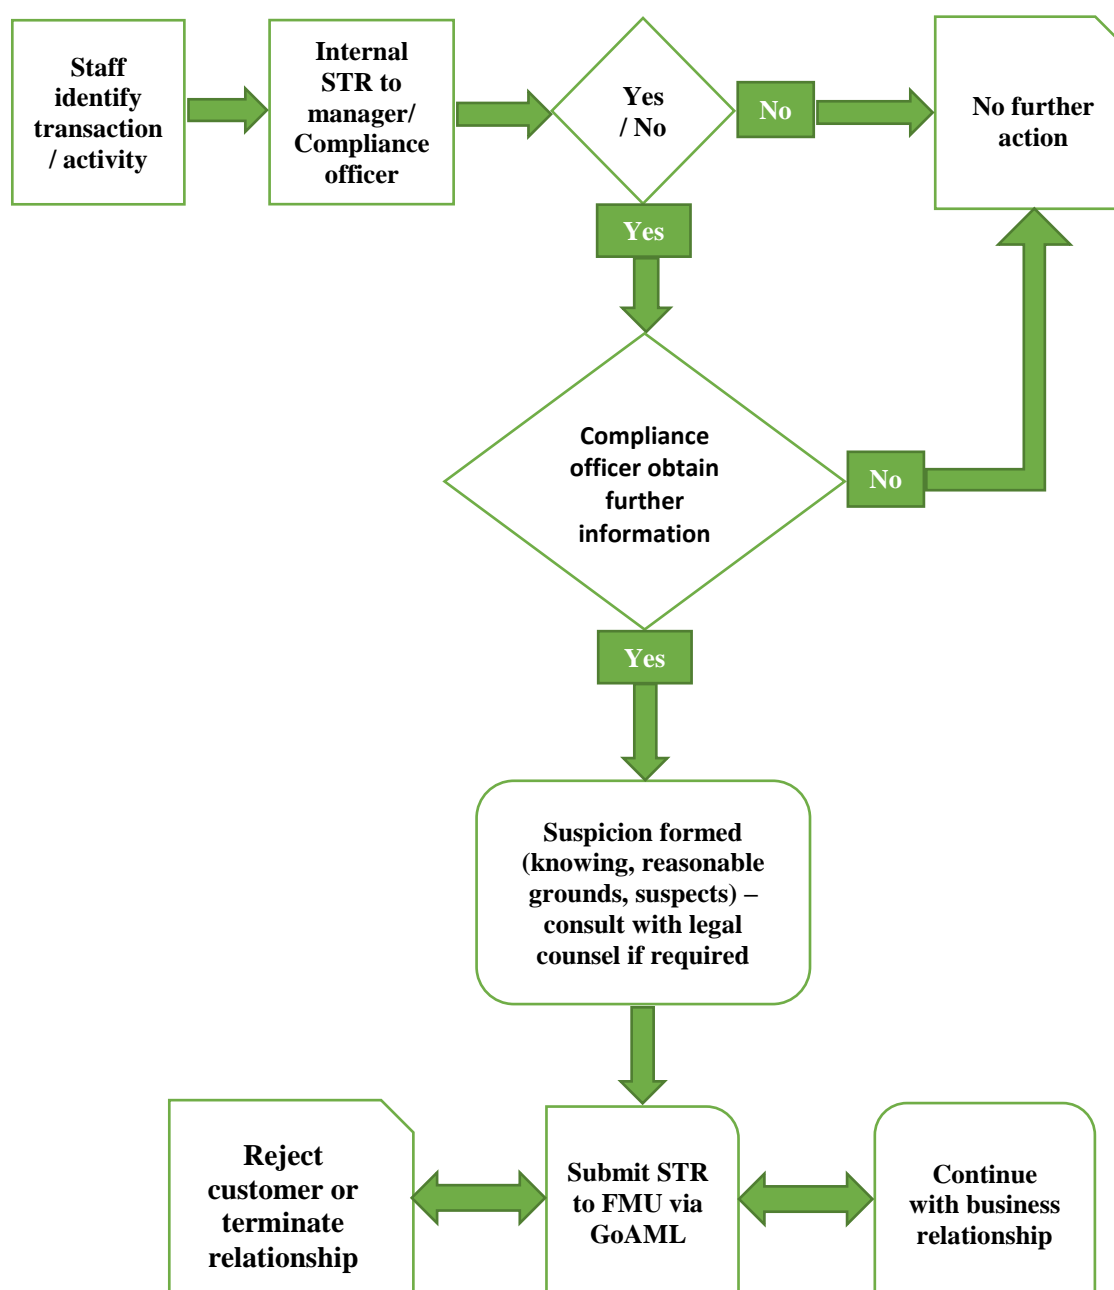 Staff
identify
transaction
/ activity
Internal
STR to
manager/
Compliance
officer
Yes
/ No
No
No further
action
Yes
Compliance
officer obtain
further
information
No
Yes
Suspicion formed
(knowing, reasonable
grounds, suspects) –
consult with legal
counsel if required
Reject
customer or
terminate
relationship
Submit STR
to FMU via
GoAML
Continue
with business
relationship